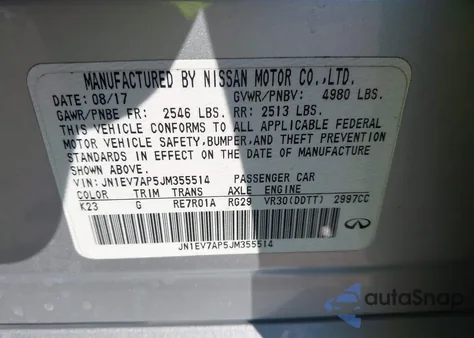 MANUFACTURED BY NISSAN MOTOR CO.,LTD.
DATE: 08/17 GVWR/PNBV: 4980 LBS.
GAWR/PNBE FR: 2546 LBS. RR: 2513 LBS.
THIS VEHICLE CONFORMS TO ALL APPLICABLE FEDERAL
MOTOR VEHICLE SAFETY,BUMPER,AND THEFT PREVENTION
STANDARDS IN EFFECT ON THE DATE OF MANUFACTURE
SHOWN ABOVE.
VIN:JN1EV7AP5JM355514 PASSENGER CAR
COLOR TRIM TRANS AXLE ENGINE
K23 G RE7R01A RG29 VR30(DDTT) 2997CC
JN1EV7AP5JM355514
autoSnap